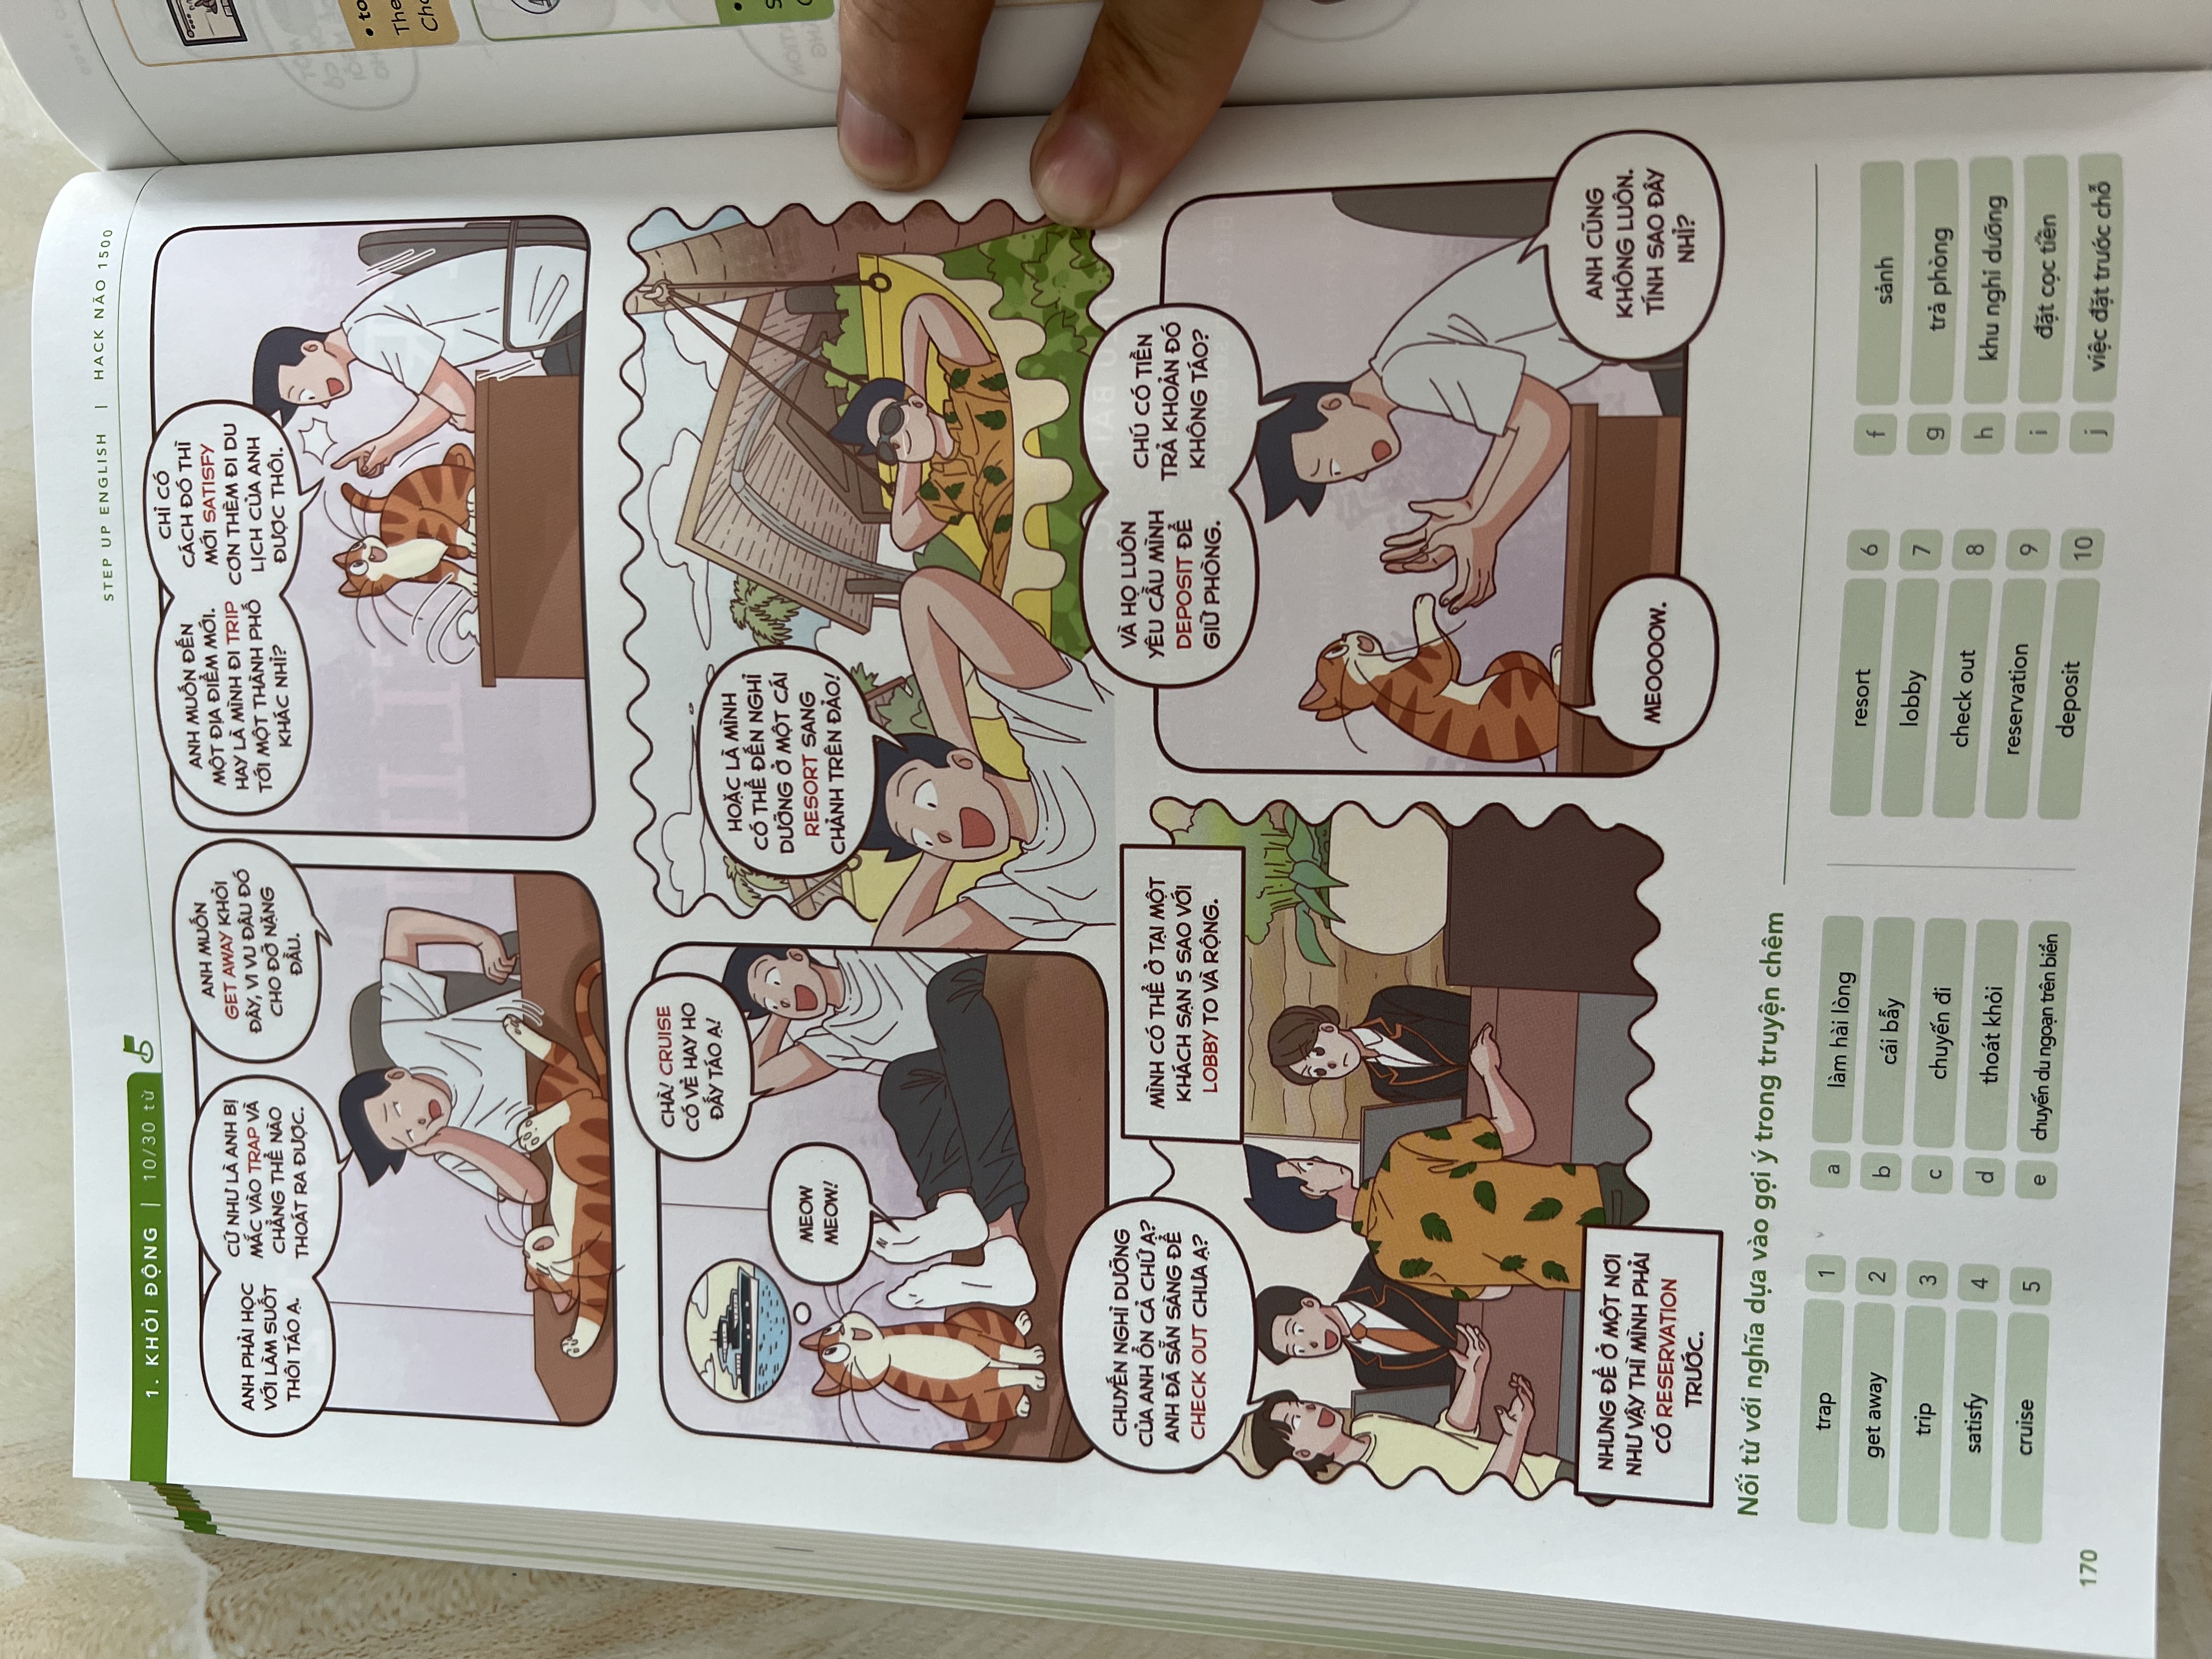 STEP UP ENGLISH | HACK NÃO 1500
1. KHỞI ĐỘNG | 10/30 từ
ANH PHẢI HỌC
VỚI LÀM SUỐT
THÔI TÁO Ạ.
CỨ NHƯ LÀ ANH BỊ
MẮC VÀO TRAP VÀ
CHẲNG THỂ NÀO
THOÁT RA ĐƯỢC.
ANH MUỐN
GET AWAY KHỎI
ĐÂY, VI VU ĐÂU ĐÓ
CHO ĐỠ NẶNG
ĐẦU.
ANH MUỐN ĐẾN
MỘT ĐỊA ĐIỂM MỚI.
HAY LÀ MÌNH ĐI TRIP
TỚI MỘT THÀNH PHỐ
KHÁC NHỈ?
CHỈ CÓ
CÁCH ĐÓ THÌ
MỚI SATISFY
CƠN THÈM ĐI DU
LỊCH CỦA ANH
ĐƯỢC THÔI.
CHÀ! CRUISE
CÓ VẺ HAY HO
ĐẤY TÁO Ạ!
MEOW
MEOW!
HOẶC LÀ MÌNH
CÓ THỂ ĐẾN NGHỈ
DƯỠNG Ở MỘT CÁI
RESORT SANG
CHẢNH TRÊN ĐẢO!
CHUYẾN NGHỈ DƯỠNG
CỦA ANH ỔN CẢ CHỨ Ạ?
ANH ĐÃ SẴN SÀNG ĐỂ
CHECK OUT CHƯA Ạ?
MÌNH CÓ THỂ Ở TẠI MỘT
KHÁCH SẠN 5 SAO VỚI
LOBBY TO VÀ RỘNG.
NHƯNG ĐỂ Ở MỘT NƠI
NHƯ VẬY THÌ MÌNH PHẢI
CÓ RESERVATION
TRƯỚC.
VÀ HỌ LUÔN
YÊU CẦU MÌNH
DEPOSIT ĐỂ
GIỮ PHÒNG.
CHÚ CÓ TIỀN
TRẢ KHOẢN ĐÓ
KHÔNG TÁO?
MEOOOOW.
ANH CŨNG
KHÔNG LUÔN.
TÍNH SAO ĐÂY
NHỈ?
Nối từ với nghĩa dựa vào gợi ý trong truyện chêm
trap 1
get away 2
trip 3
satisfy 4
cruise 5
a làm hài lòng
b cái bẫy
c chuyến đi
d thoát khỏi
e chuyến du ngoạn trên biển
resort 6
lobby 7
check out 8
reservation 9
deposit 10
f sảnh
g trả phòng
h khu nghỉ dưỡng
i đặt cọc tiền
j việc đặt trước chỗ
170
• to
The